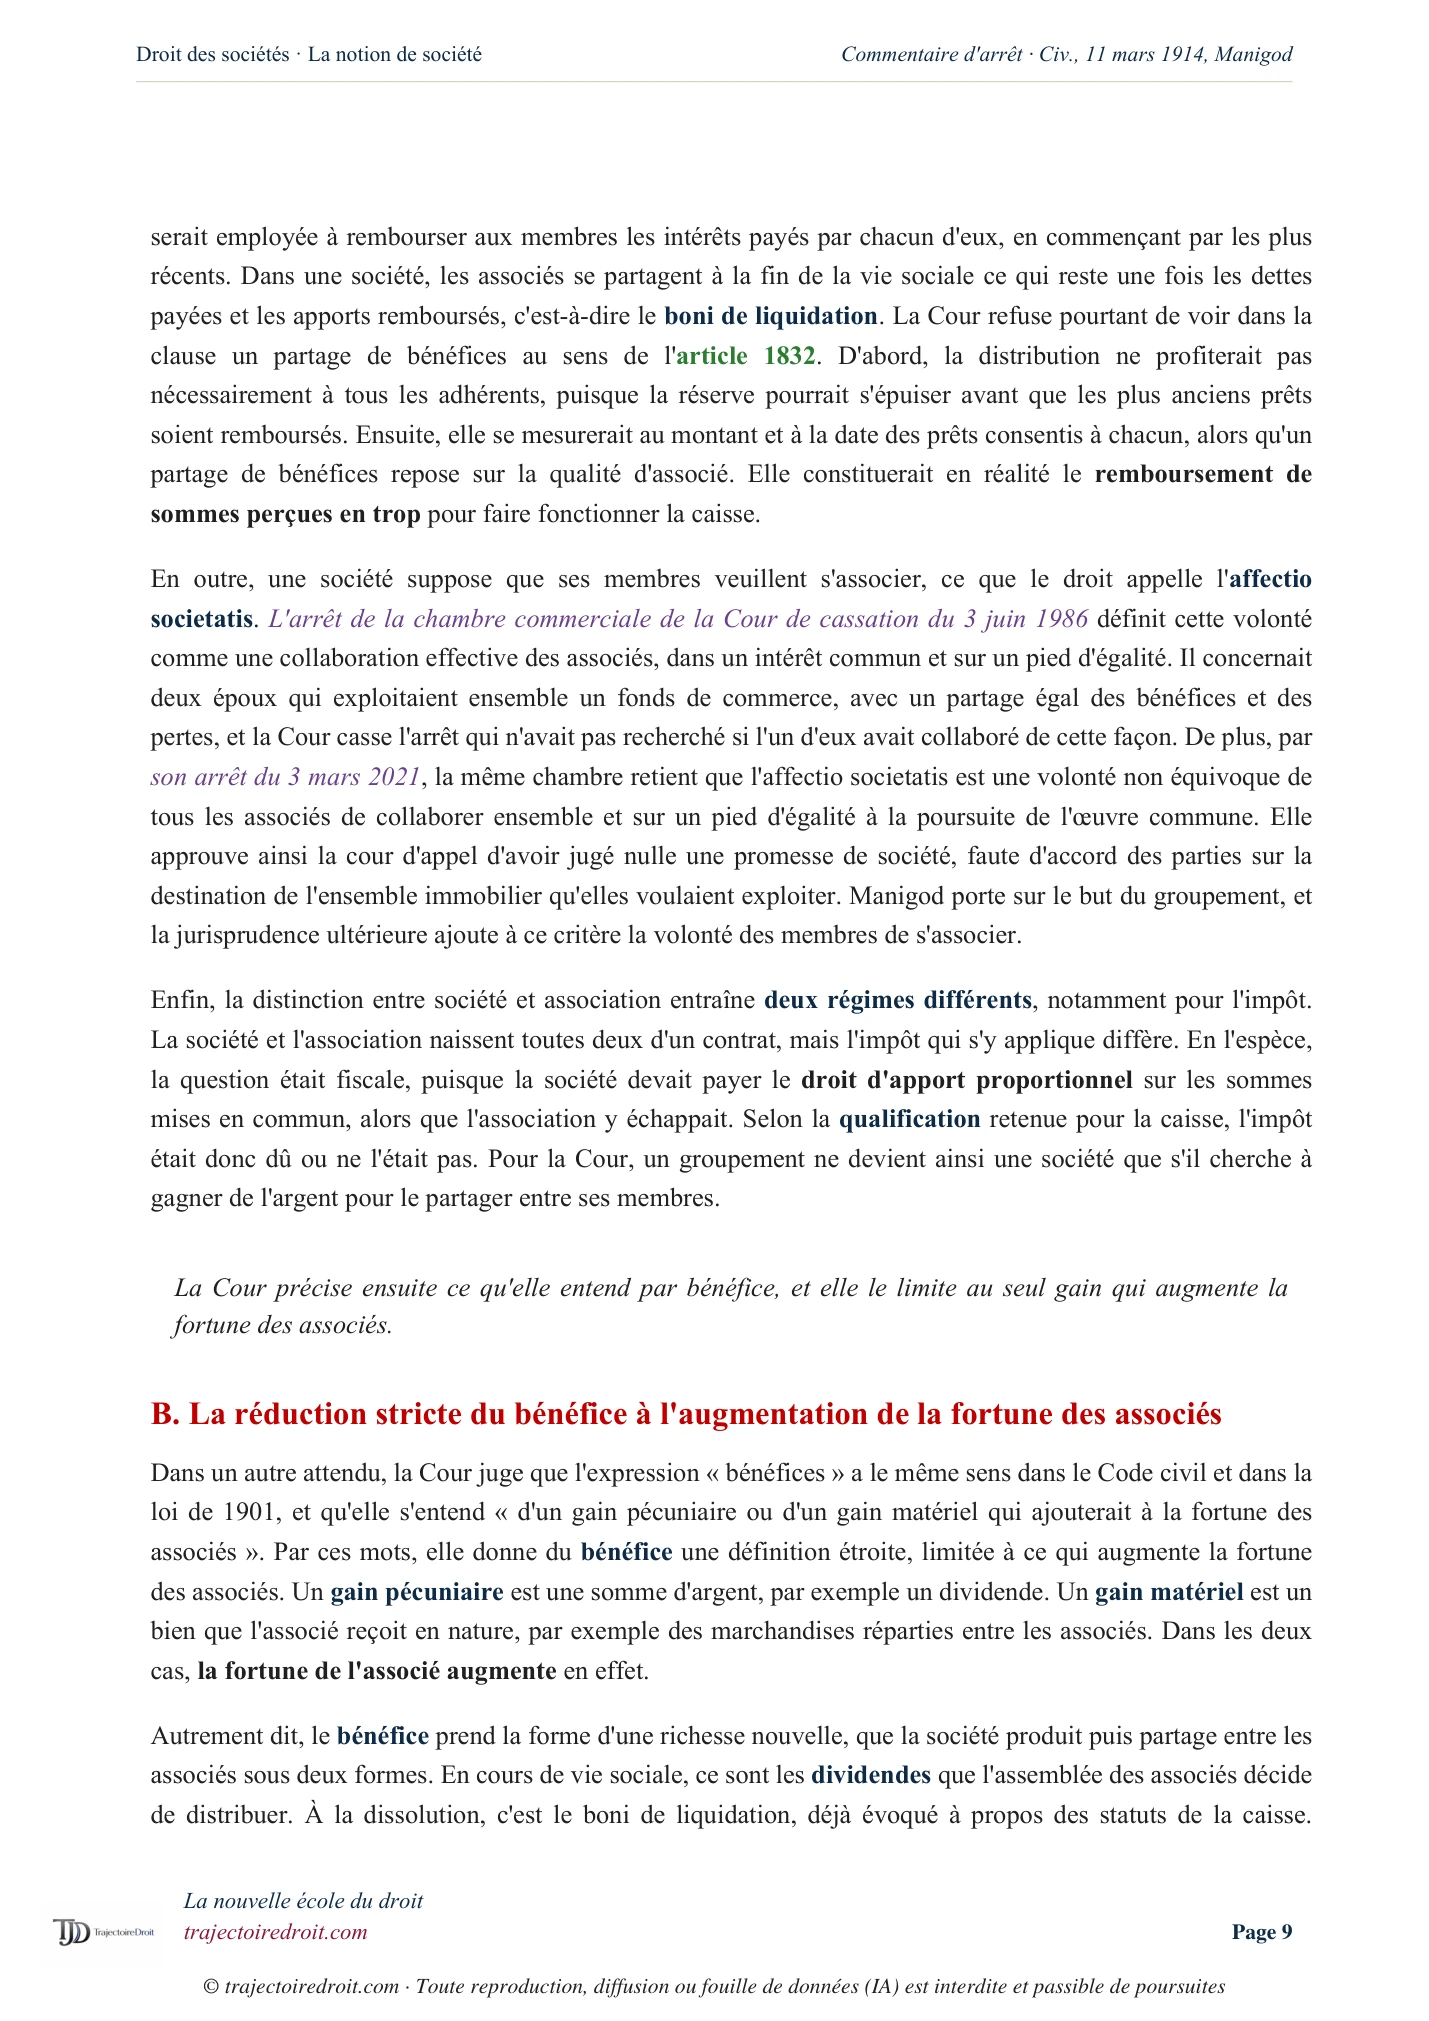 Droit des sociétés · La notion de société
Commentaire d'arrêt · Civ., 11 mars 1914, Manigod
serait employée à rembourser aux membres les intérêts payés par chacun d'eux, en commençant par les plus
récents. Dans une société, les associés se partagent à la fin de la vie sociale ce qui reste une fois les dettes
payées et les apports remboursés, c'est-à-dire le boni de liquidation. La Cour refuse pourtant de voir dans la
clause un partage de bénéfices au sens de l'article 1832. D'abord, la distribution ne profiterait pas
nécessairement à tous les adhérents, puisque la réserve pourrait s'épuiser avant que les plus anciens prêts
soient remboursés. Ensuite, elle se mesurerait au montant et à la date des prêts consentis à chacun, alors qu'un
partage de bénéfices repose sur la qualité d'associé. Elle constituerait en réalité le remboursement de
sommes perçues en trop pour faire fonctionner la caisse.
En outre, une société suppose que ses membres veuillent s'associer, ce que le droit appelle l'affectio
societatis. L'arrêt de la chambre commerciale de la Cour de cassation du 3 juin 1986 définit cette volonté
comme une collaboration effective des associés, dans un intérêt commun et sur un pied d'égalité. Il concernait
deux époux qui exploitaient ensemble un fonds de commerce, avec un partage égal des bénéfices et des
pertes, et la Cour casse l'arrêt qui n'avait pas recherché si l'un d'eux avait collaboré de cette façon. De plus, par
son arrêt du 3 mars 2021, la même chambre retient que l'affectio societatis est une volonté non équivoque de
tous les associés de collaborer ensemble et sur un pied d'égalité à la poursuite de l'œuvre commune. Elle
approuve ainsi la cour d'appel d'avoir jugé nulle une promesse de société, faute d'accord des parties sur la
destination de l'ensemble immobilier qu'elles voulaient exploiter. Manigod porte sur le but du groupement, et
la jurisprudence ultérieure ajoute à ce critère la volonté des membres de s'associer.
Enfin, la distinction entre société et association entraîne deux régimes différents, notamment pour l'impôt.
La société et l'association naissent toutes deux d'un contrat, mais l'impôt qui s'y applique diffère. En l'espèce,
la question était fiscale, puisque la société devait payer le droit d'apport proportionnel sur les sommes
mises en commun, alors que l'association y échappait. Selon la qualification retenue pour la caisse, l'impôt
était donc dû ou ne l'était pas. Pour la Cour, un groupement ne devient ainsi une société que s'il cherche à
gagner de l'argent pour le partager entre ses membres.
La Cour précise ensuite ce qu'elle entend par bénéfice, et elle le limite au seul gain qui augmente la
fortune des associés.
B. La réduction stricte du bénéfice à l'augmentation de la fortune des associés
Dans un autre attendu, la Cour juge que l'expression « bénéfices » a le même sens dans le Code civil et dans la
loi de 1901, et qu'elle s'entend « d'un gain pécuniaire ou d'un gain matériel qui ajouterait à la fortune des
associés ». Par ces mots, elle donne du bénéfice une définition étroite, limitée à ce qui augmente la fortune
des associés. Un gain pécuniaire est une somme d'argent, par exemple un dividende. Un gain matériel est un
bien que l'associé reçoit en nature, par exemple des marchandises réparties entre les associés. Dans les deux
cas, la fortune de l'associé augmente en effet.
Autrement dit, le bénéfice prend la forme d'une richesse nouvelle, que la société produit puis partage entre les
associés sous deux formes. En cours de vie sociale, ce sont les dividendes que l'assemblée des associés décide
de distribuer. À la dissolution, c'est le boni de liquidation, déjà évoqué à propos des statuts de la caisse.
La nouvelle école du droit
TJD TrajectoireDroit
trajectoiredroit.com
Page 9
© trajectoiredroit.com · Toute reproduction, diffusion ou fouille de données (IA) est interdite et passible de poursuites